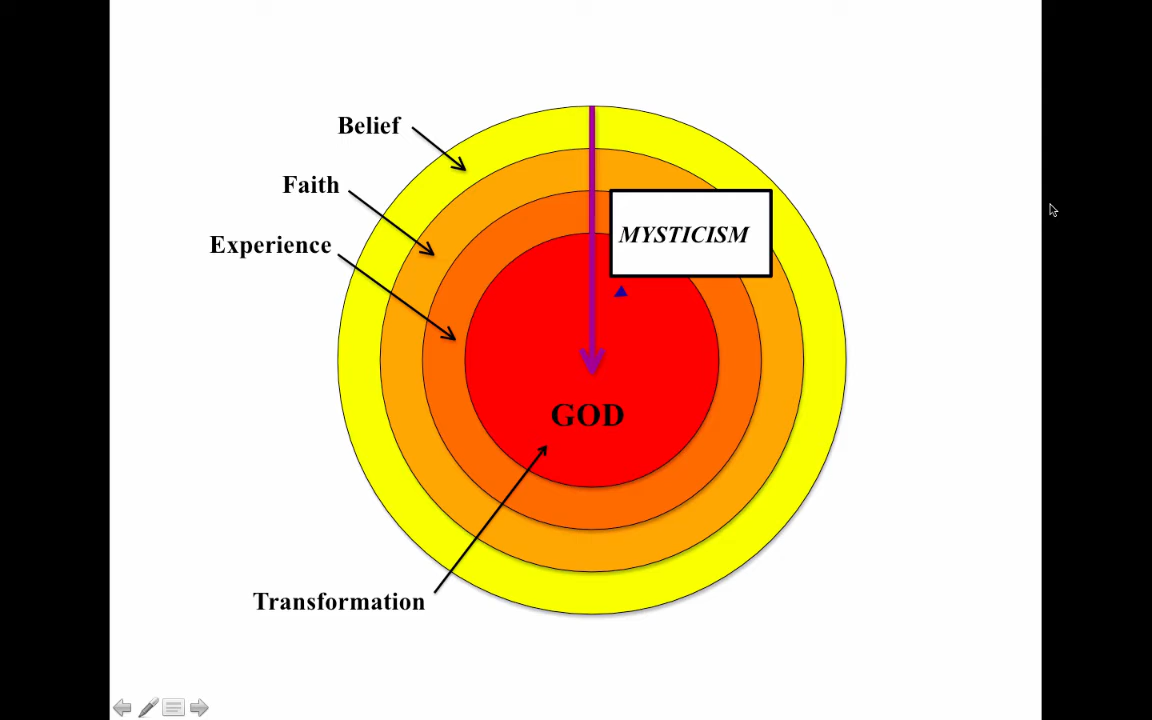 Belief
Faith
Experience
MYSTICISM
GOD
Transformation